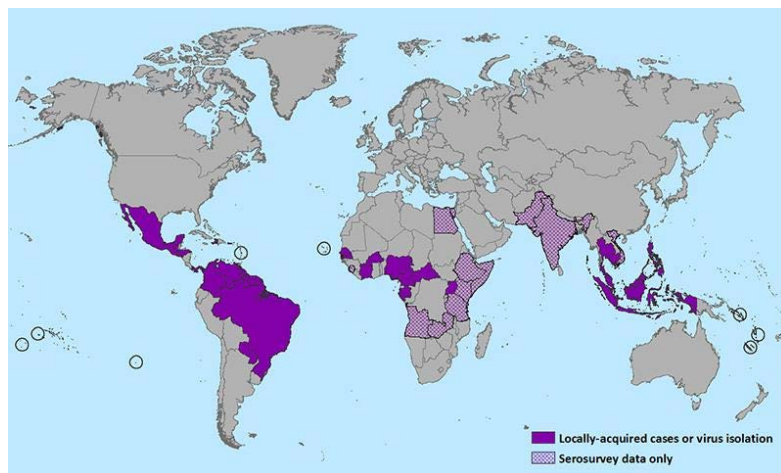 Locally-acquired cases or virus isolation
Serosurvey data only